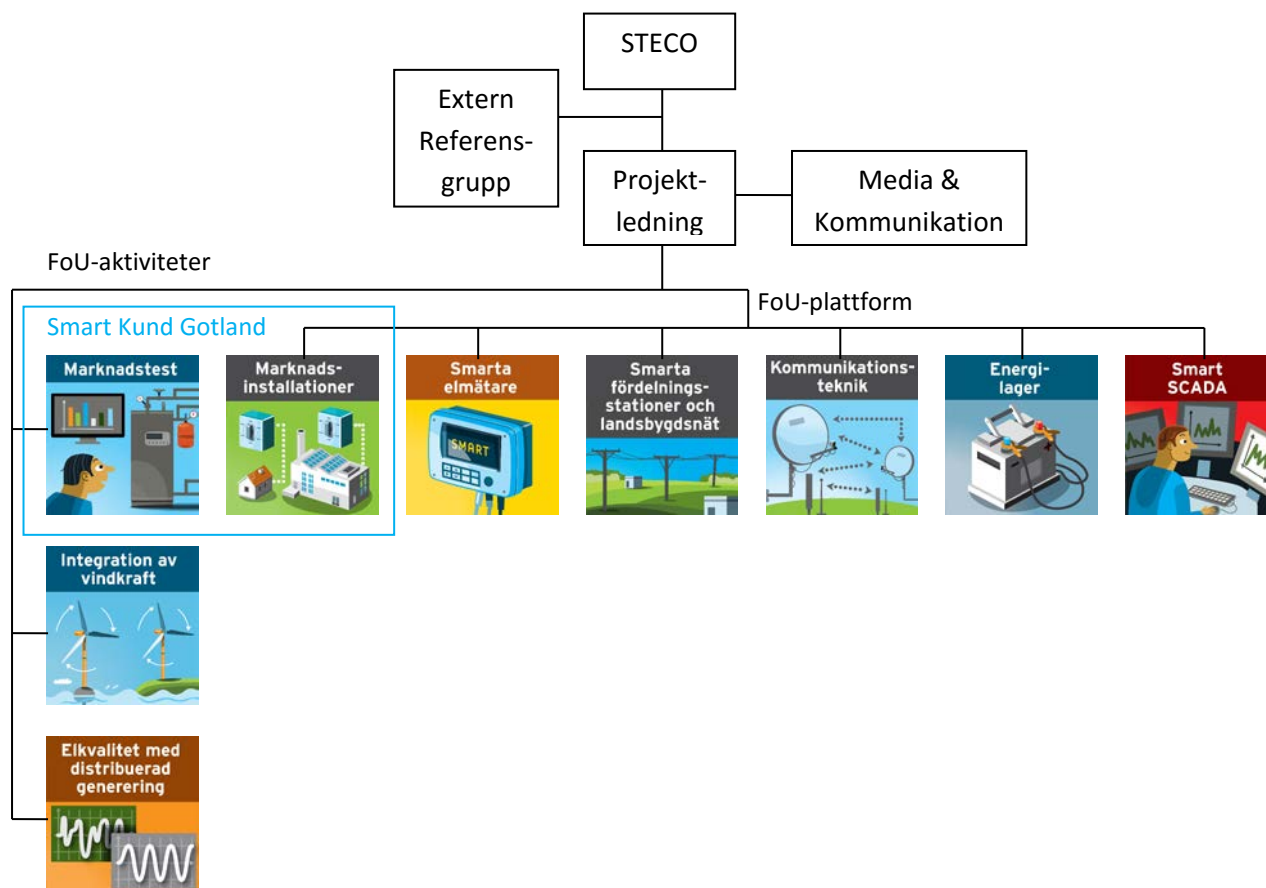 STECO
Extern
Referens-
grupp
Projekt-
ledning
Media &
Kommunikation
FoU-aktiviteter
FoU-plattform
Smart Kund Gotland
Marknadstest
Marknads-
installationer
Smarta
elmätare
SMART
Smarta
fördelnings-
stationer och
landsbygdsnät
Kommunikations-
teknik
Energi-
lager
Smart
SCADA
Integration av
vindkraft
Elkvalitet med
distribuerad
generering